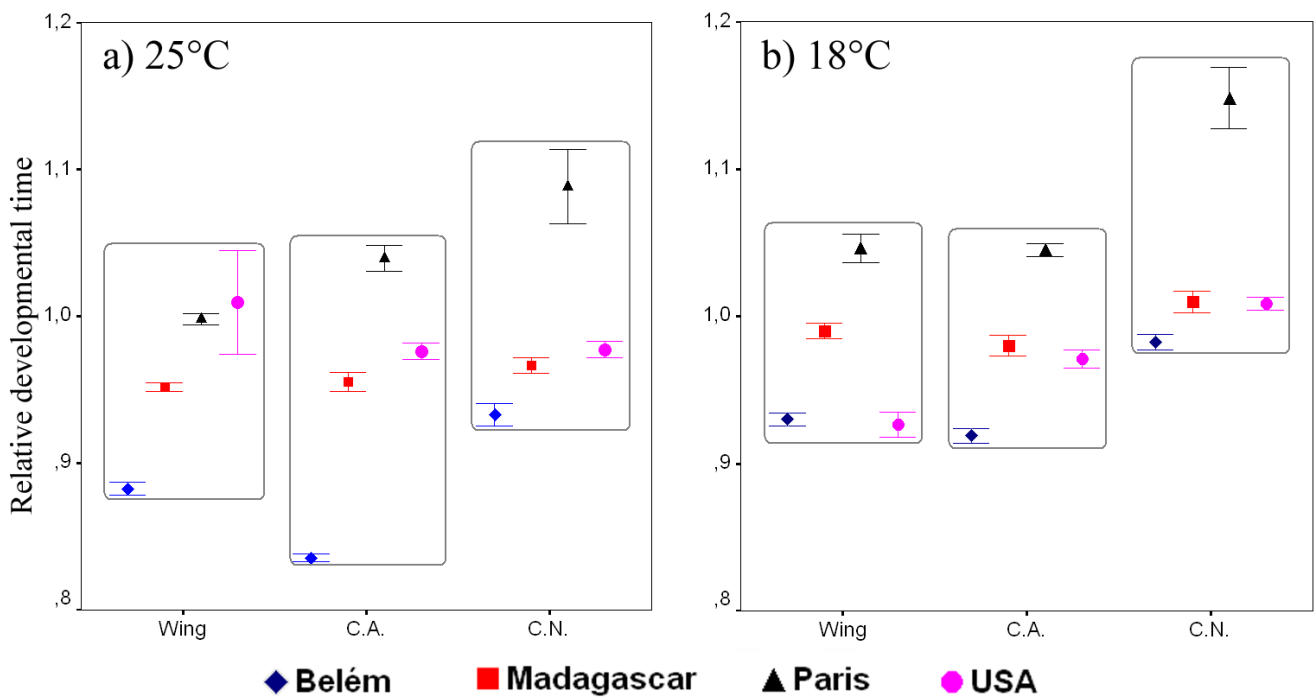 a) 25°C
Relative developmental time
1,2
1,1
1,0
,9
,8
Wing C.A. C.N.
b) 18°C
1,2
1,1
1,0
,9
,8
Wing C.A. C.N.
Belém Madagascar Paris USA